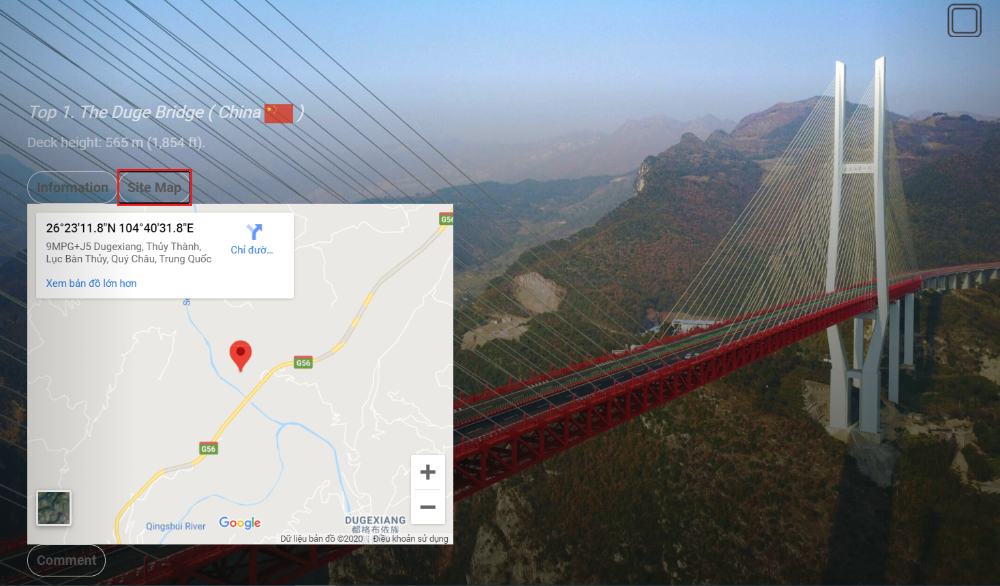 Top 1. The Duge Bridge ( China )
Deck height: 565 m (1,854 ft).
Information
Site Map
26°23'11.8"N 104°40'31.8"E
9MPG+J5 Dugexiang, Thủy Thành,
Lục Bàn Thủy, Quý Châu, Trung Quốc
Chỉ đườ...
Xem bản đồ lớn hơn
G56
G56
G56
Qingshui River
Google
DUGEXIANG
都格布依族
Dữ liệu bản đồ ©2020
Điều khoản sử dụng
Comment